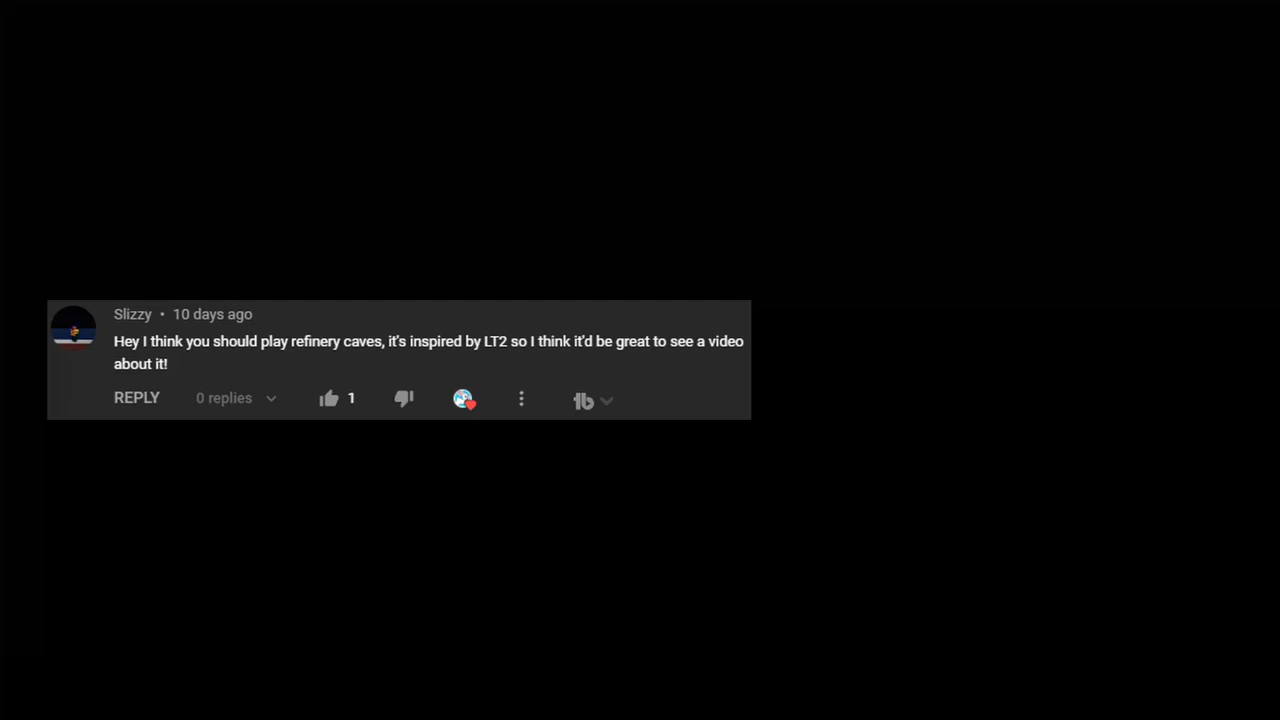 Slizzy • 10 days ago
Hey I think you should play refinery caves, it's inspired by LT2 so I think it'd be great to see a video
about it!
REPLY 0 replies 1